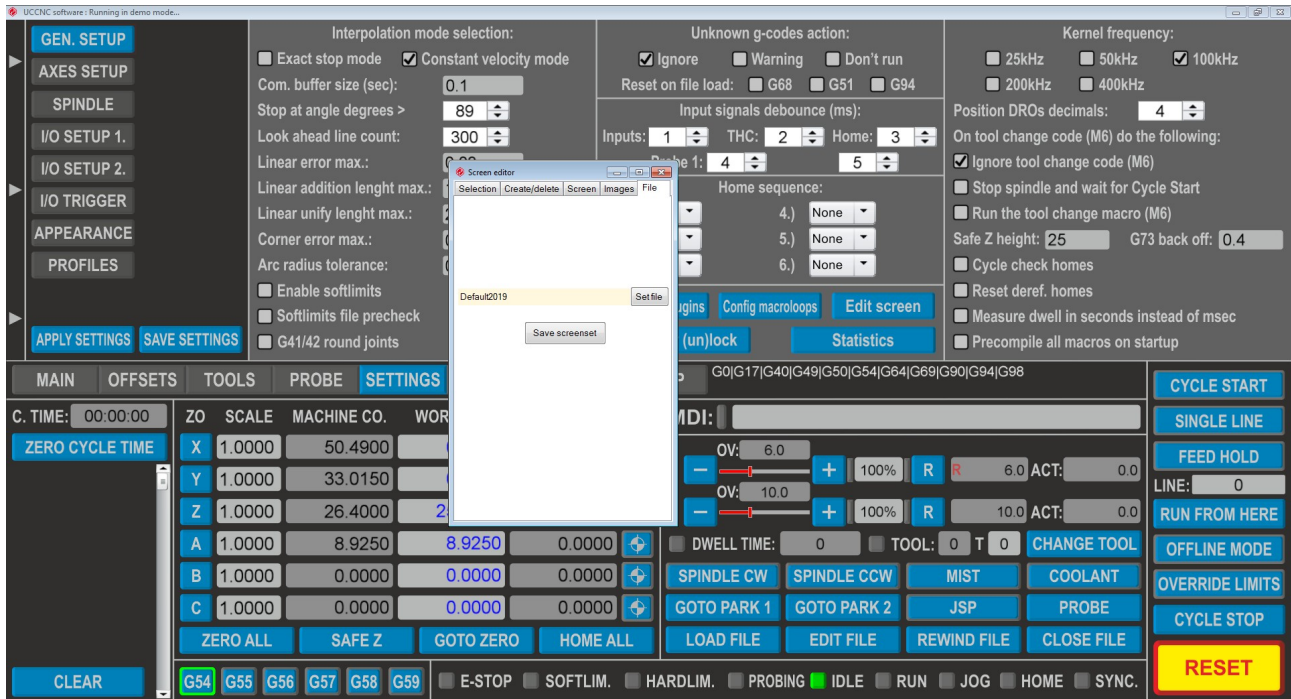 UCCNC software : Running in demo mode...
GEN. SETUP
AXES SETUP
SPINDLE
I/O SETUP 1.
I/O SETUP 2.
I/O TRIGGER
APPEARANCE
PROFILES
APPLY SETTINGS SAVE SETTINGS
Interpolation mode selection:
Exact stop mode Constant velocity mode
Com. buffer size (sec): 0.1
Stop at angle degrees > 89
Look ahead line count: 300
Linear error max.:
Linear addition lenght max.:
Linear unify lenght max.:
Corner error max.:
Arc radius tolerance:
Enable softlimits
Softlimits file precheck
G41/42 round joints
Unknown g-codes action:
Ignore Warning Don't run
Reset on file load: G68 G51 G94
Input signals debounce (ms):
Inputs: 1 THC: 2 Home: 3
Probe 1: 4 5
Home sequence:
4.) None
5.) None
6.) None
Config macroloops Edit screen
(un)lock Statistics
Kernel frequency:
25kHz 50kHz 100kHz
200kHz 400kHz
Position DROs decimals: 4
On tool change code (M6) do the following:
Ignore tool change code (M6)
Stop spindle and wait for Cycle Start
Run the tool change macro (M6)
Safe Z height: 25 G73 back off: 0.4
Cycle check homes
Reset deref. homes
Measure dwell in seconds instead of msec
Precompile all macros on startup
Screen editor
Selection Create/delete Screen Images File
Default2019 Set file
Save screenset
MAIN OFFSETS TOOLS PROBE SETTINGS
G0|G17|G40|G49|G50|G54|G64|G69|G90|G94|G98
C. TIME: 00:00:00
ZERO CYCLE TIME
CLEAR
ZO SCALE MACHINE CO.
X 1.0000 50.4900
Y 1.0000 33.0150
Z 1.0000 26.4000
A 1.0000 8.9250 8.9250 0.0000
B 1.0000 0.0000 0.0000 0.0000
C 1.0000 0.0000 0.0000 0.0000
ZERO ALL SAFE Z GOTO ZERO HOME ALL
MDI:
OV: 6.0
− + 100% R R 6.0 ACT: 0.0
OV: 10.0
− + 100% R 10.0 ACT: 0.0
DWELL TIME: 0 TOOL: 0 T 0 CHANGE TOOL
SPINDLE CW SPINDLE CCW MIST COOLANT
GOTO PARK 1 GOTO PARK 2 JSP PROBE
LOAD FILE EDIT FILE REWIND FILE CLOSE FILE
G54 G55 G56 G57 G58 G59 E-STOP SOFTLIM. HARDLIM. PROBING IDLE RUN JOG HOME SYNC.
CYCLE START
SINGLE LINE
FEED HOLD
LINE: 0
RUN FROM HERE
OFFLINE MODE
OVERRIDE LIMITS
CYCLE STOP
RESET